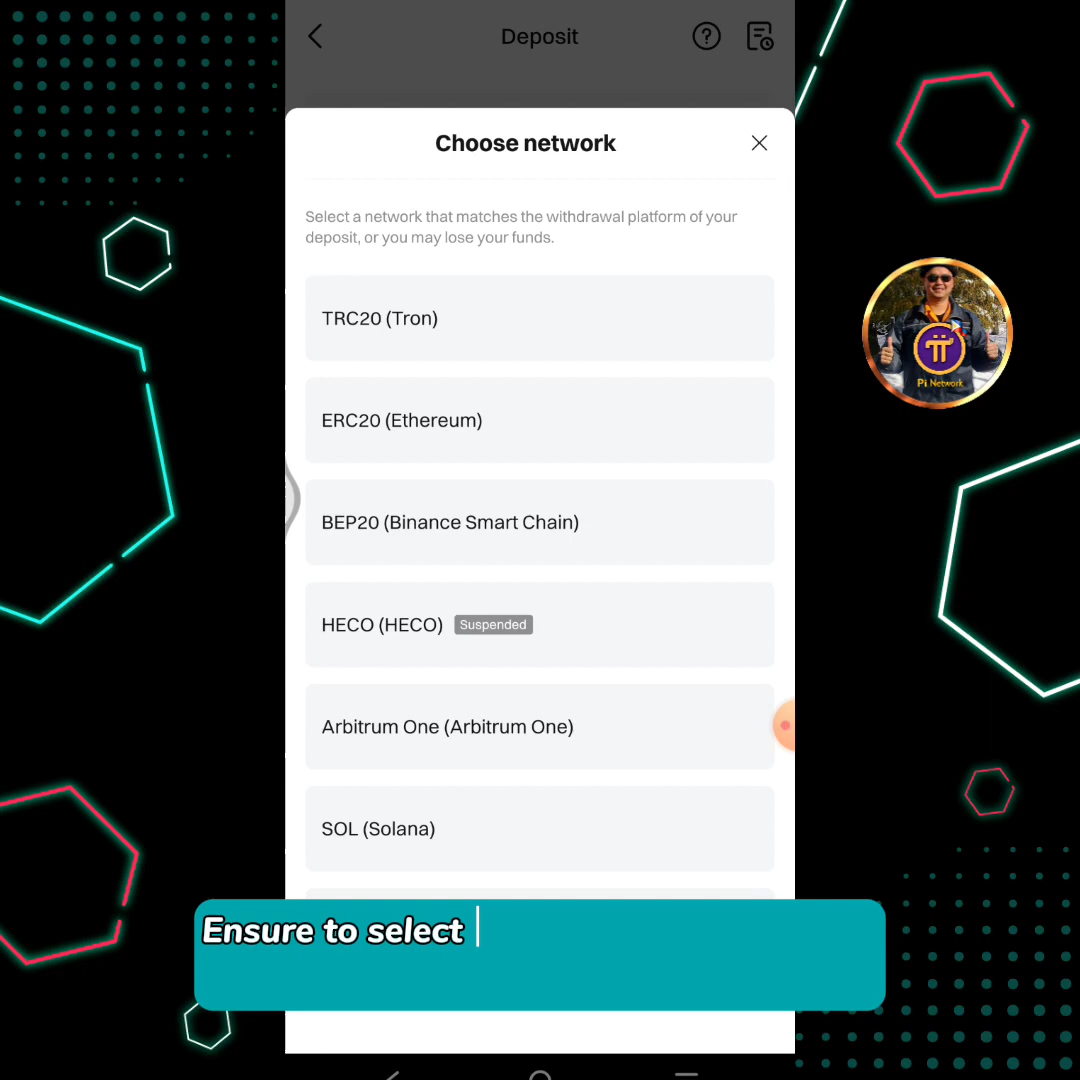 Deposit
Choose network
Select a network that matches the withdrawal platform of your
deposit, or you may lose your funds.
TRC20 (Tron)
ERC20 (Ethereum)
BEP20 (Binance Smart Chain)
HECO (HECO) Suspended
Arbitrum One (Arbitrum One)
SOL (Solana)
Ensure to select
Pi Network